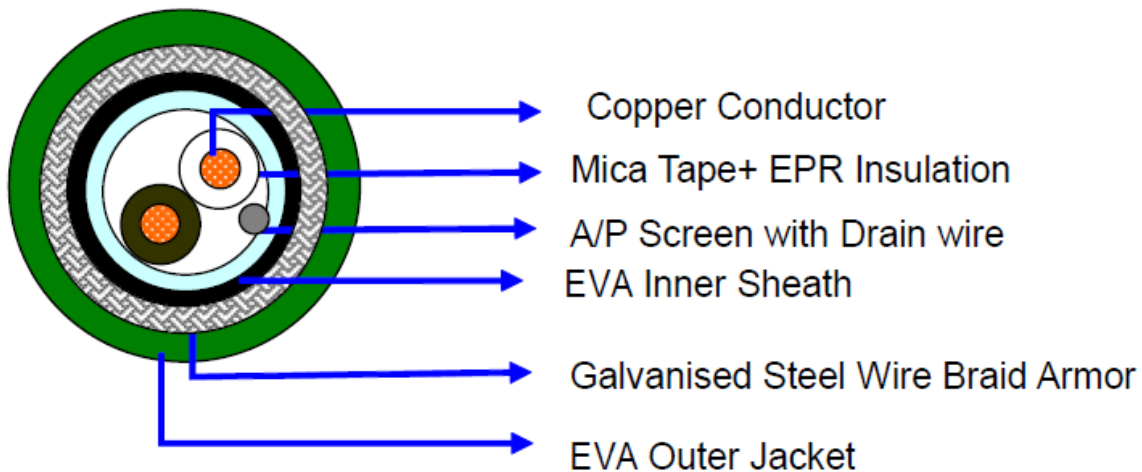 Copper Conductor
Mica Tape+ EPR Insulation
A/P Screen with Drain wire
EVA Inner Sheath
Galvanised Steel Wire Braid Armor
EVA Outer Jacket